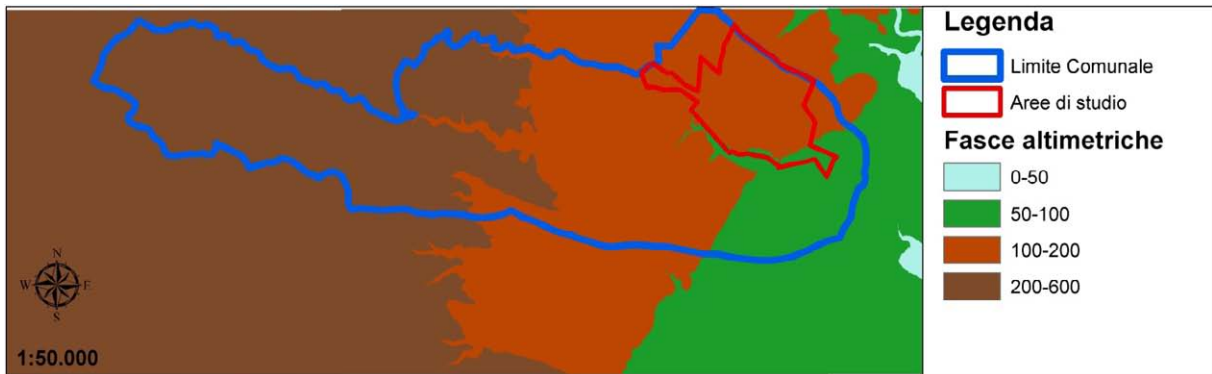 Legenda
Limite Comunale
Aree di studio
Fasce altimetriche
0-50
50-100
100-200
200-600
N
W E
S
1:50.000